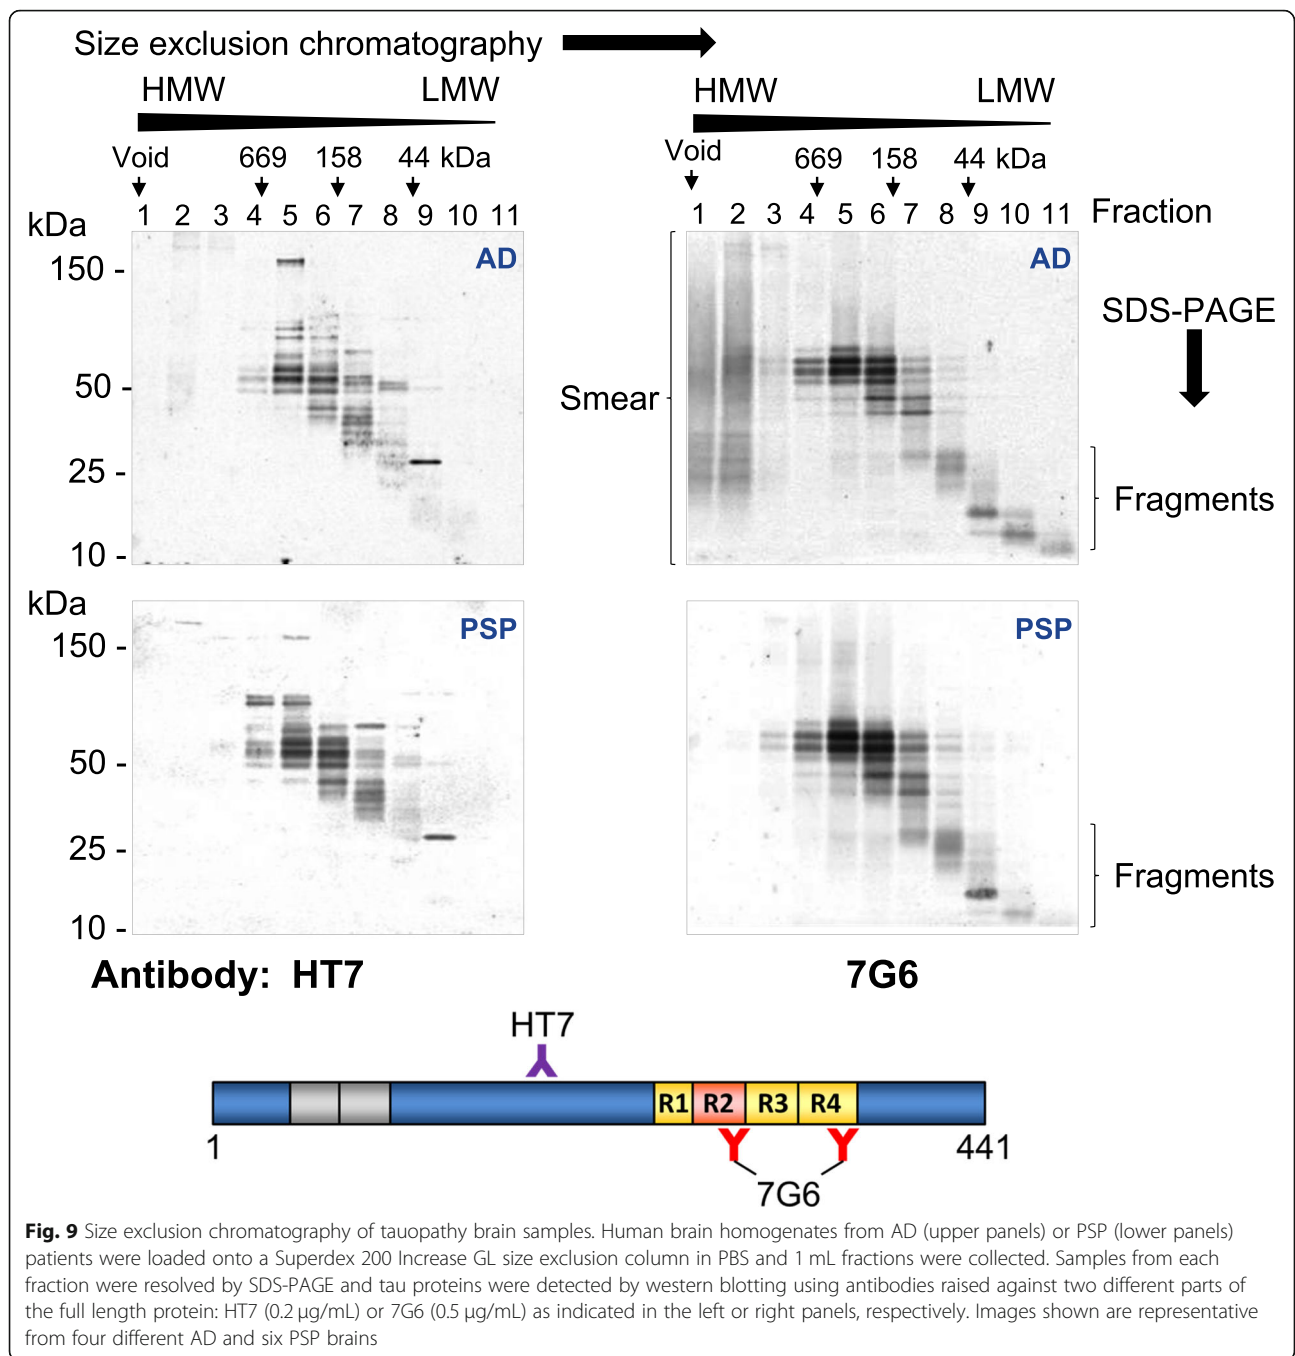 Size exclusion chromatography
HMW LMW HMW LMW
Void 669 158 44 kDa Void 669 158 44 kDa
kDa 1 2 3 4 5 6 7 8 9 10 11 1 2 3 4 5 6 7 8 9 10 11 Fraction
AD AD
150 -
SDS-PAGE
50 -
Smear
25 -
Fragments
10 -
kDa
PSP PSP
150 -
50 -
25 -
Fragments
10 -
Antibody: HT7 7G6
HT7
R1 R2 R3 R4
1 441
7G6
Fig. 9 Size exclusion chromatography of tauopathy brain samples. Human brain homogenates from AD (upper panels) or PSP (lower panels)
patients were loaded onto a Superdex 200 Increase GL size exclusion column in PBS and 1 mL fractions were collected. Samples from each
fraction were resolved by SDS-PAGE and tau proteins were detected by western blotting using antibodies raised against two different parts of
the full length protein: HT7 (0.2 μg/mL) or 7G6 (0.5 μg/mL) as indicated in the left or right panels, respectively. Images shown are representative
from four different AD and six PSP brains